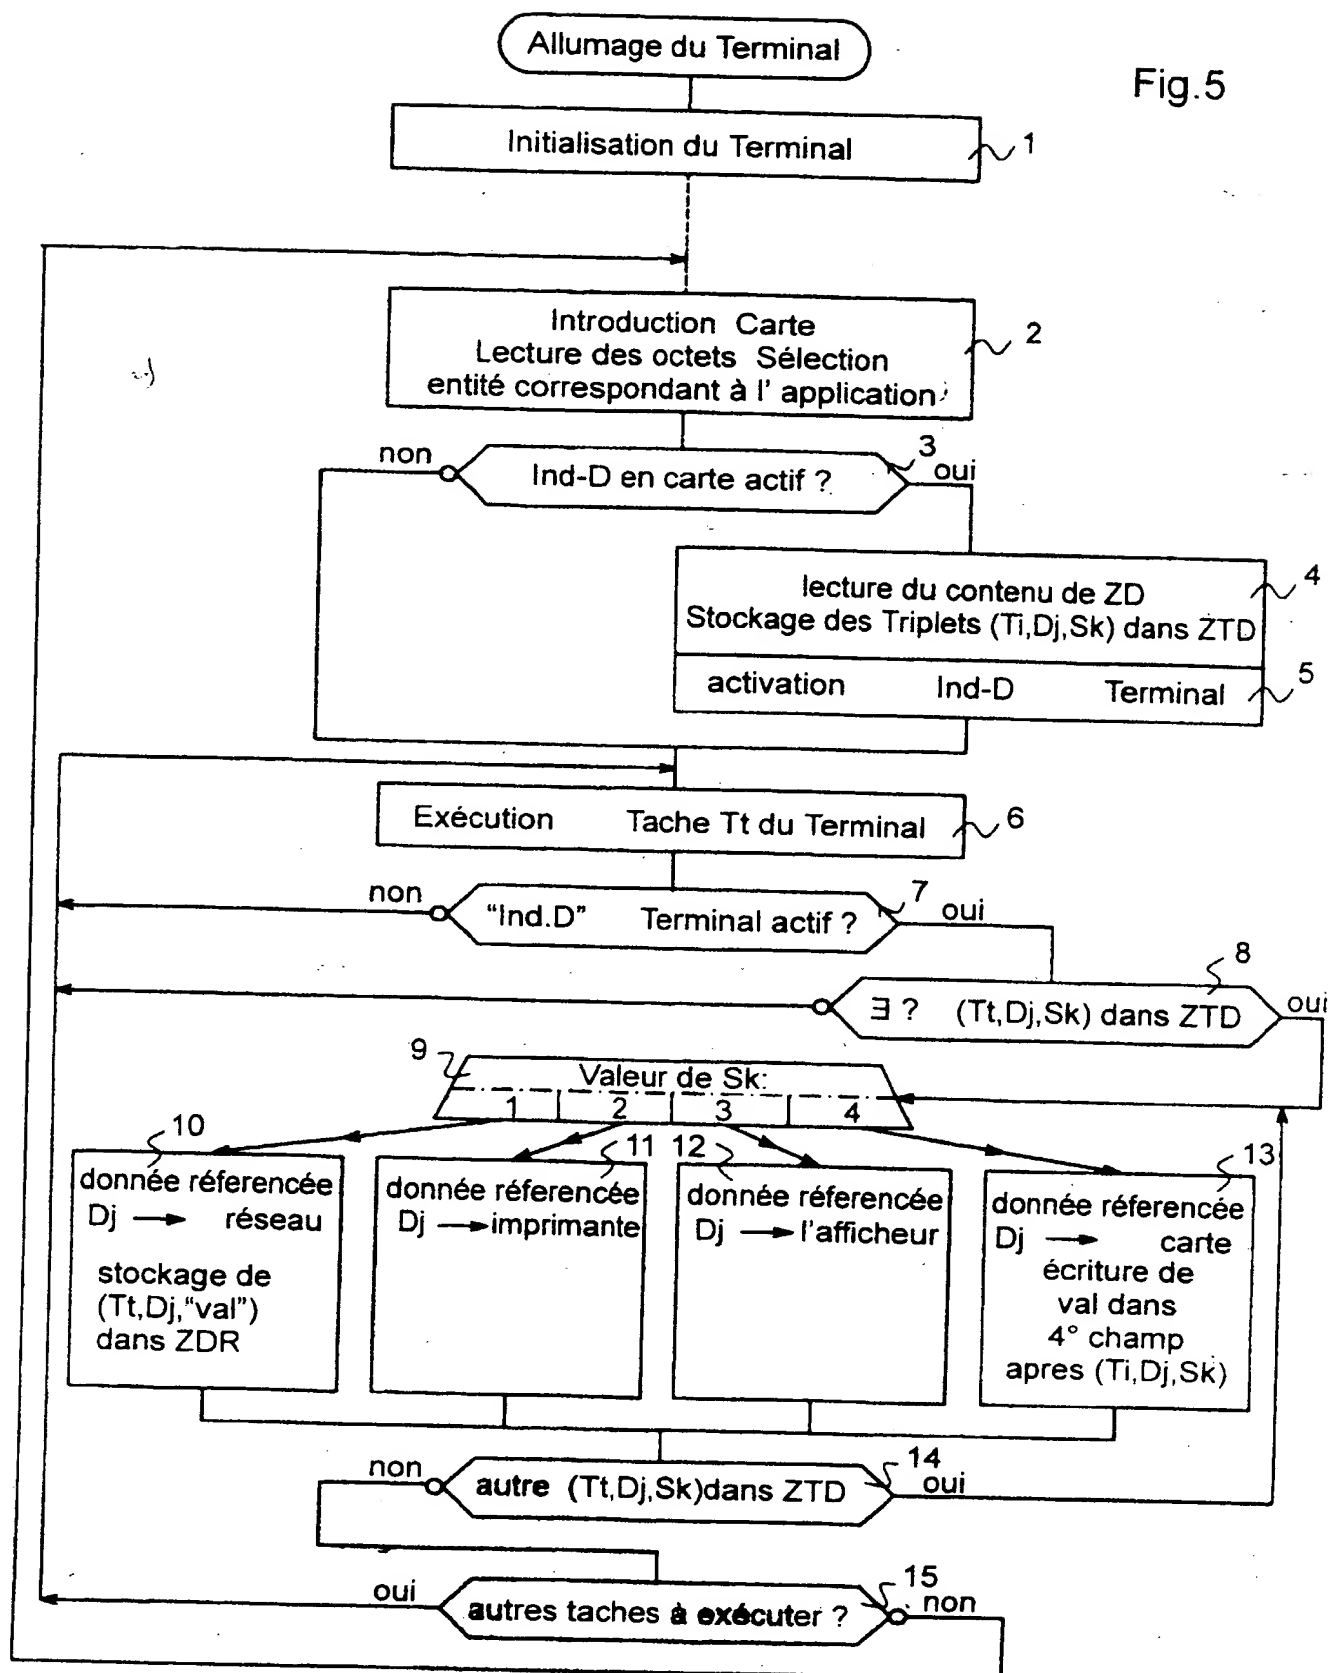 Allumage du Terminal
Fig.5
Initialisation du Terminal
1
Introduction Carte
Lecture des octets Sélection
entité correspondant à l' application
2
non
Ind-D en carte actif ?
3
oui
lecture du contenu de ZD
Stockage des Triplets (Ti,Dj,Sk) dans ZTD
4
activation Ind-D Terminal
5
Exécution Tache Tt du Terminal
6
non
“Ind.D” Terminal actif ?
7
oui
8
∃ ? (Tt,Dj,Sk) dans ZTD
oui
9
Valeur de Sk:
1 2 3 4
10
donnée réferencée
Dj → réseau
stockage de
(Tt,Dj,“val”)
dans ZDR
11
donnée réferencée
Dj → imprimante
12
donnée réferencée
Dj → l'afficheur
13
donnée réferencée
Dj → carte
écriture de
val dans
4° champ
apres (Ti,Dj,Sk)
non
autre (Tt,Dj,Sk)dans ZTD
14
oui
oui
autres taches à exécuter ?
15
non